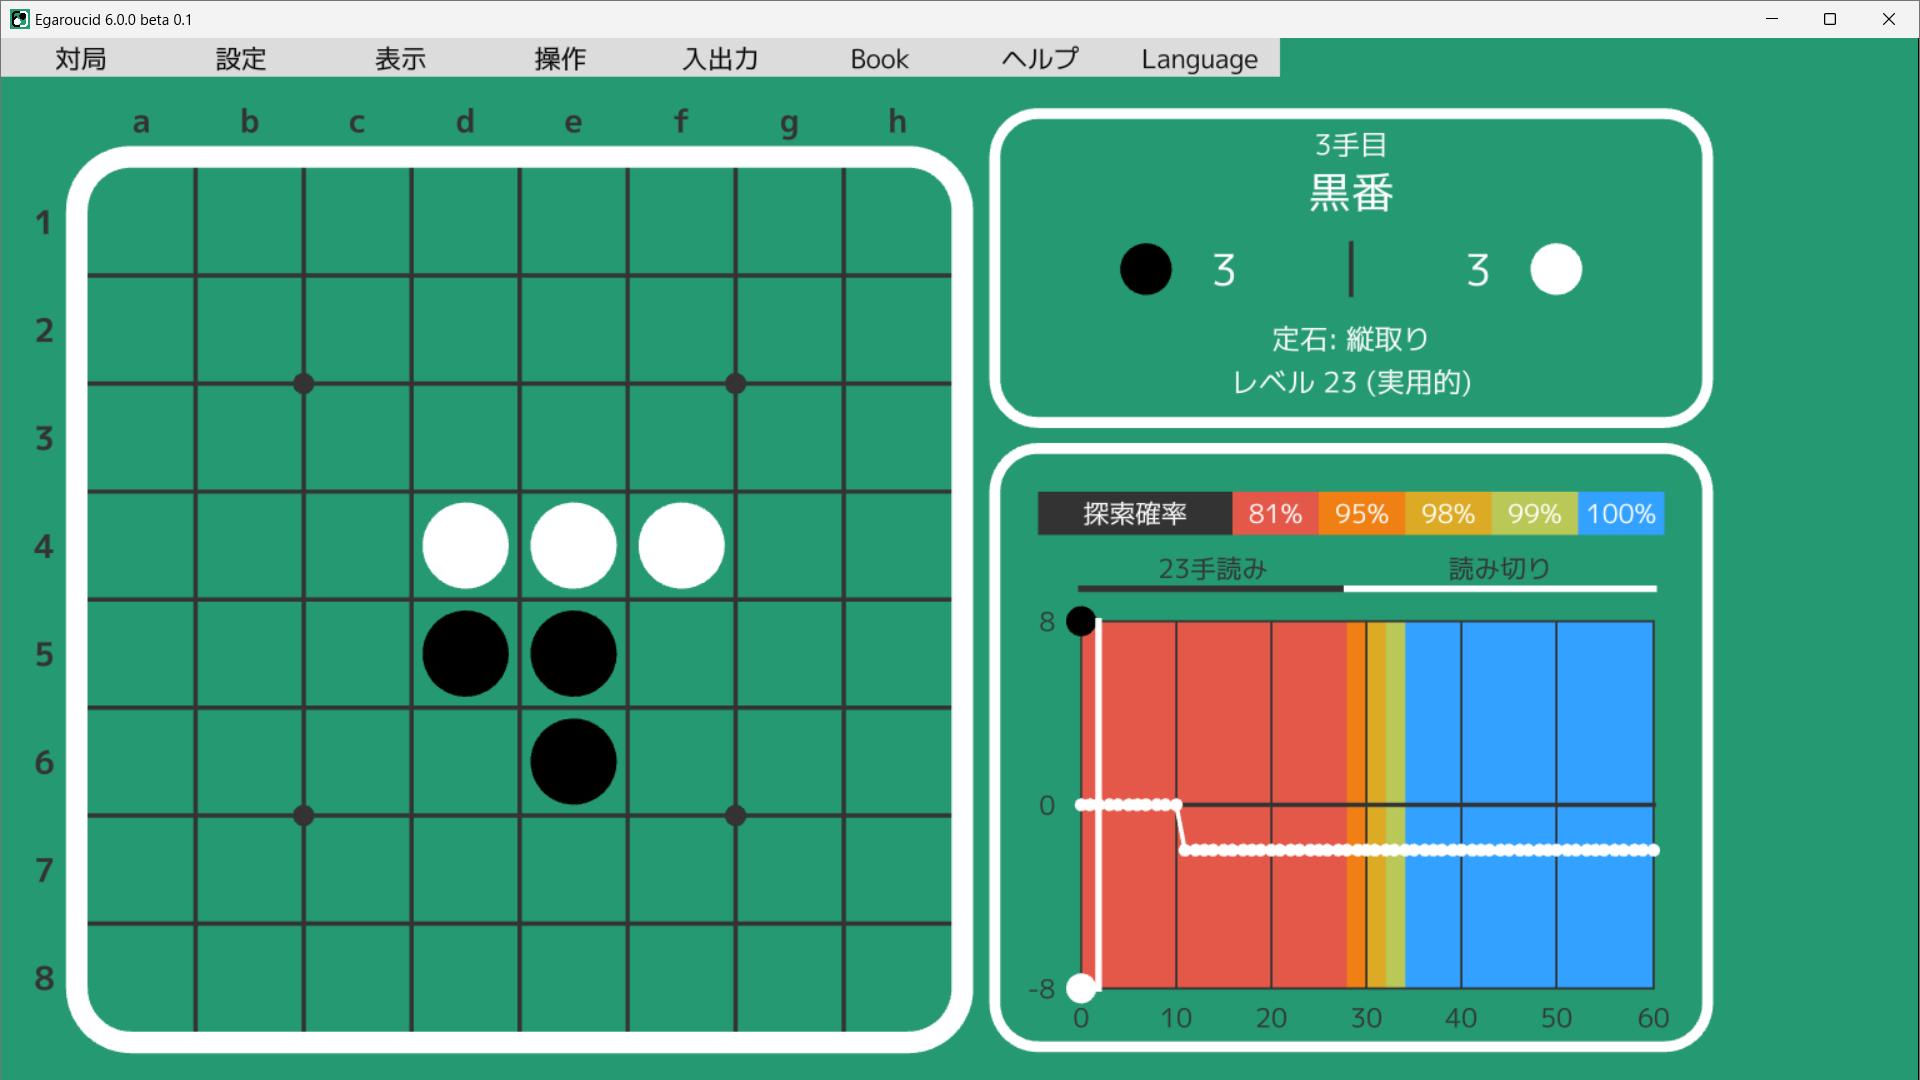 Egaroucid 6.0.0 beta 0.1
対局 設定 表示 操作 入出力 Book ヘルプ Language
a b c d e f g h
1
2
3
4
5
6
7
8
3手目
黒番
3 3
定石: 縦取り
レベル 23 (実用的)
探索確率 81% 95% 98% 99% 100%
23手読み 読み切り
8
0
-8
0 10 20 30 40 50 60